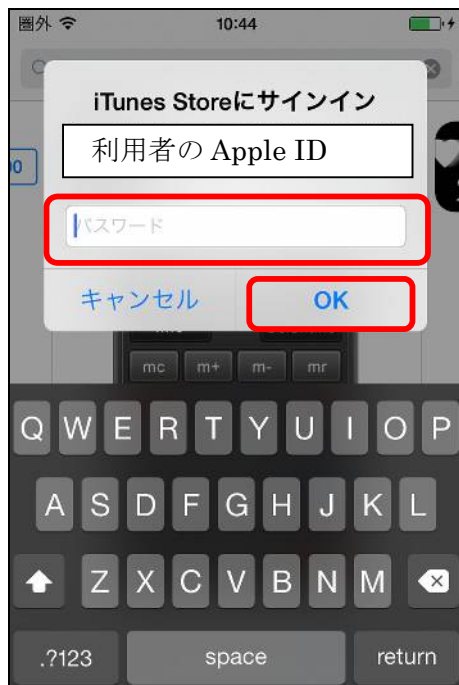 圏外 10:44
iTunes Storeにサインイン
利用者の Apple ID
パスワード
キャンセル OK
mc m+ m- mr
Q W E R T Y U I O P
A S D F G H J K L
Z X C V B N M
.?123 space return